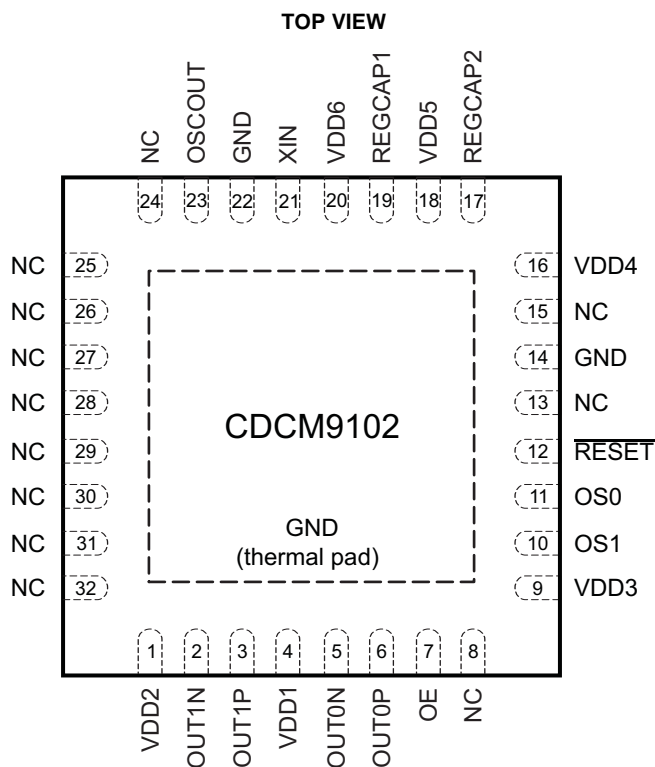 TOP VIEW
NC OSCOUT GND XIN VDD6 REGCAP1 VDD5 REGCAP2
24 23 22 21 20 19 18 17
NC 25 16 VDD4
NC 26 15 NC
NC 27 14 GND
NC 28 13 NC
CDCM9102
NC 29 12 RESET
NC 30 11 OS0
GND
NC 31 10 OS1
(thermal pad)
NC 32 9 VDD3
1 2 3 4 5 6 7 8
VDD2 OUT1N OUT1P VDD1 OUT0N OUT0P OE NC